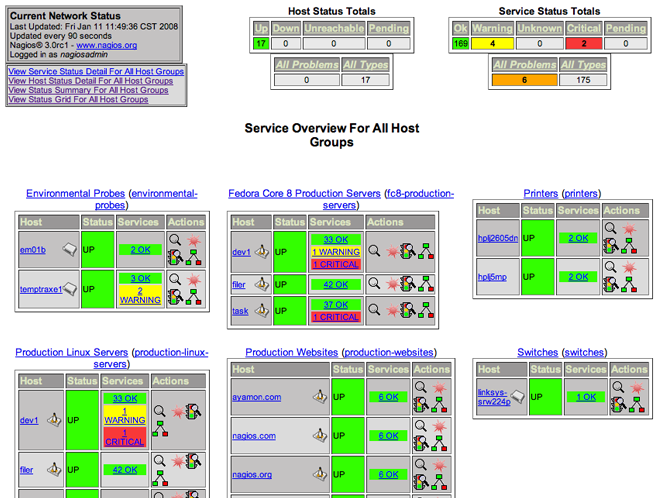 Current Network Status
Last Updated: Fri Jan 11 11:49:36 CST 2008
Updated every 90 seconds
Nagios® 3.0rc1 - www.nagios.org
Logged in as nagiosadmin
View Service Status Detail For All Host Groups
View Host Status Detail For All Host Groups
View Status Summary For All Host Groups
View Status Grid For All Host Groups
Host Status Totals
Up Down Unreachable Pending
17 0 0 0
All Problems All Types
0 17
Service Status Totals
Ok Warning Unknown Critical Pending
169 4 0 2 0
All Problems All Types
6 175
Service Overview For All Host
Groups
Environmental Probes (environmental-
probes)
Host Status Services Actions
em01b UP 2 OK
temptraxe1 UP 3 OK
2
WARNING
Fedora Core 8 Production Servers (fc8-production-
servers)
Host Status Services Actions
dev1 UP 33 OK
1 WARNING
1 CRITICAL
filer UP 42 OK
task UP 37 OK
1 CRITICAL
Printers (printers)
Host Status Services Actions
hplj2605dn UP 2 OK
hplj5mp UP 2 OK
Production Linux Servers (production-linux-
servers)
Host Status Services Actions
dev1 UP 33 OK
1
WARNING
1
CRITICAL
filer UP 42 OK
Production Websites (production-websites)
Host Status Services Actions
ayamon.com UP 6 OK
nagios.com UP 6 OK
nagios.org UP 6 OK
Switches (switches)
Host Status Services Actions
linksys-
srw224p UP 1 OK